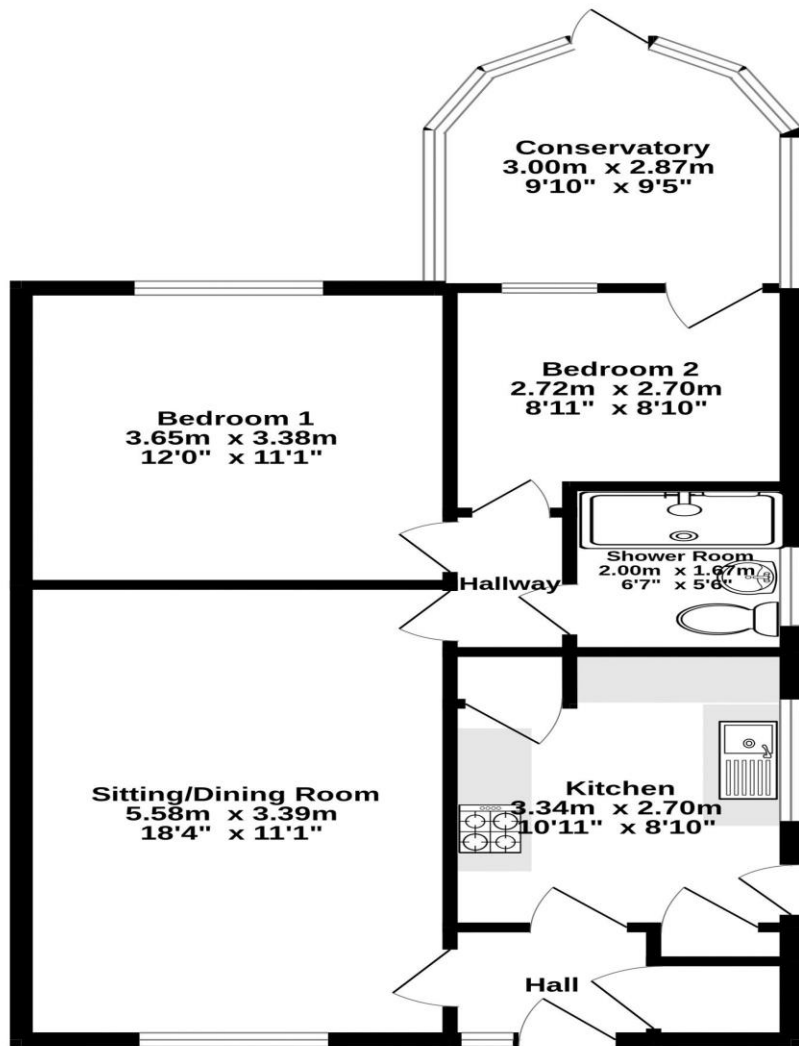 Conservatory
3.00m x 2.87m
9'10" x 9'5"
Bedroom 2
2.72m x 2.70m
8'11" x 8'10"
Bedroom 1
3.65m x 3.38m
12'0" x 11'1"
Shower Room
2.00m x 1.67m
6'7" x 5'6"
Hallway
Sitting/Dining Room
5.58m x 3.39m
18'4" x 11'1"
Kitchen
3.34m x 2.70m
10'11" x 8'10"
Hall